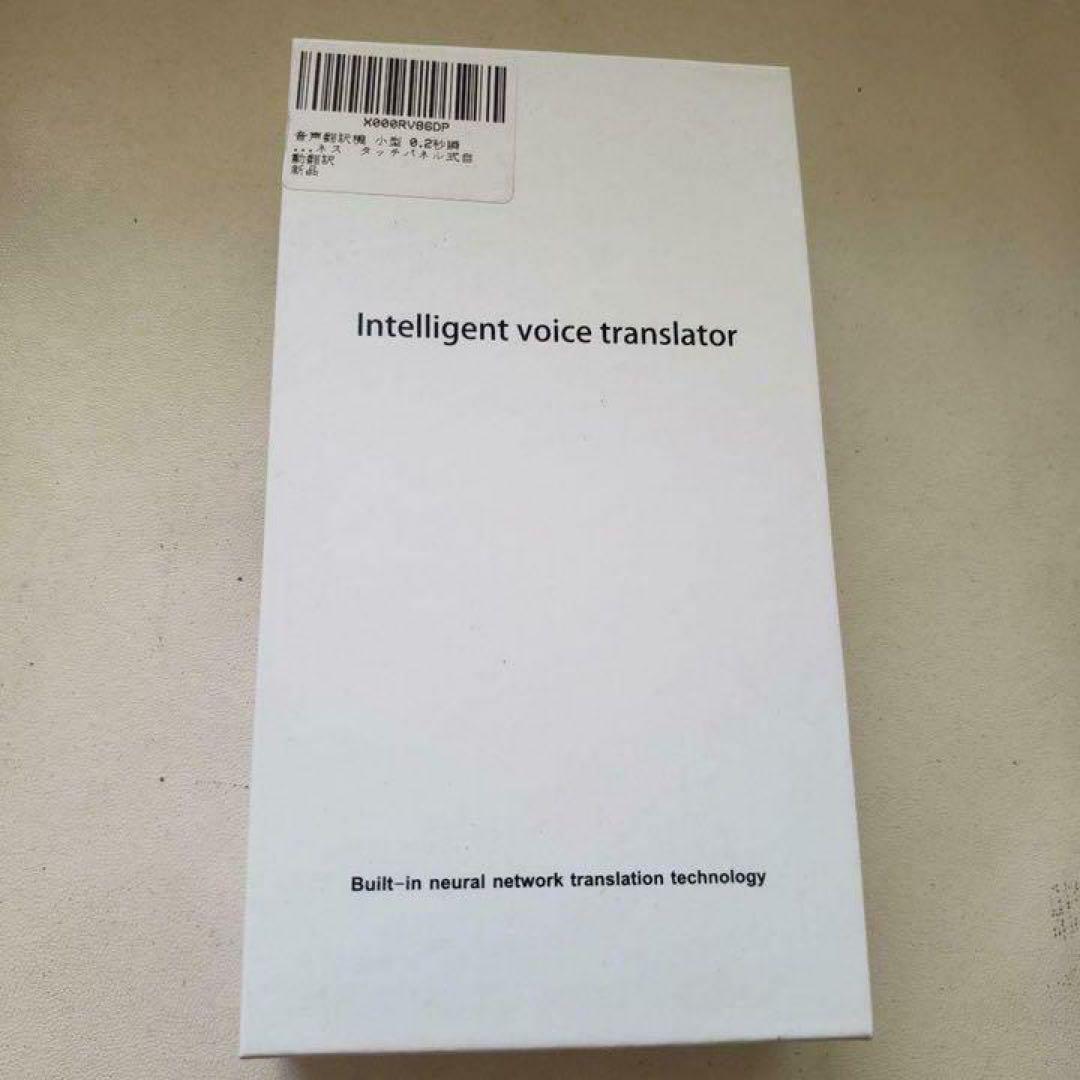 X000RV86DP
音声翻訳機 小型 0.2秒瞬
...ネス タッチパネル式自
動翻訳
新品
Intelligent voice translator
Built-in neural network translation technology